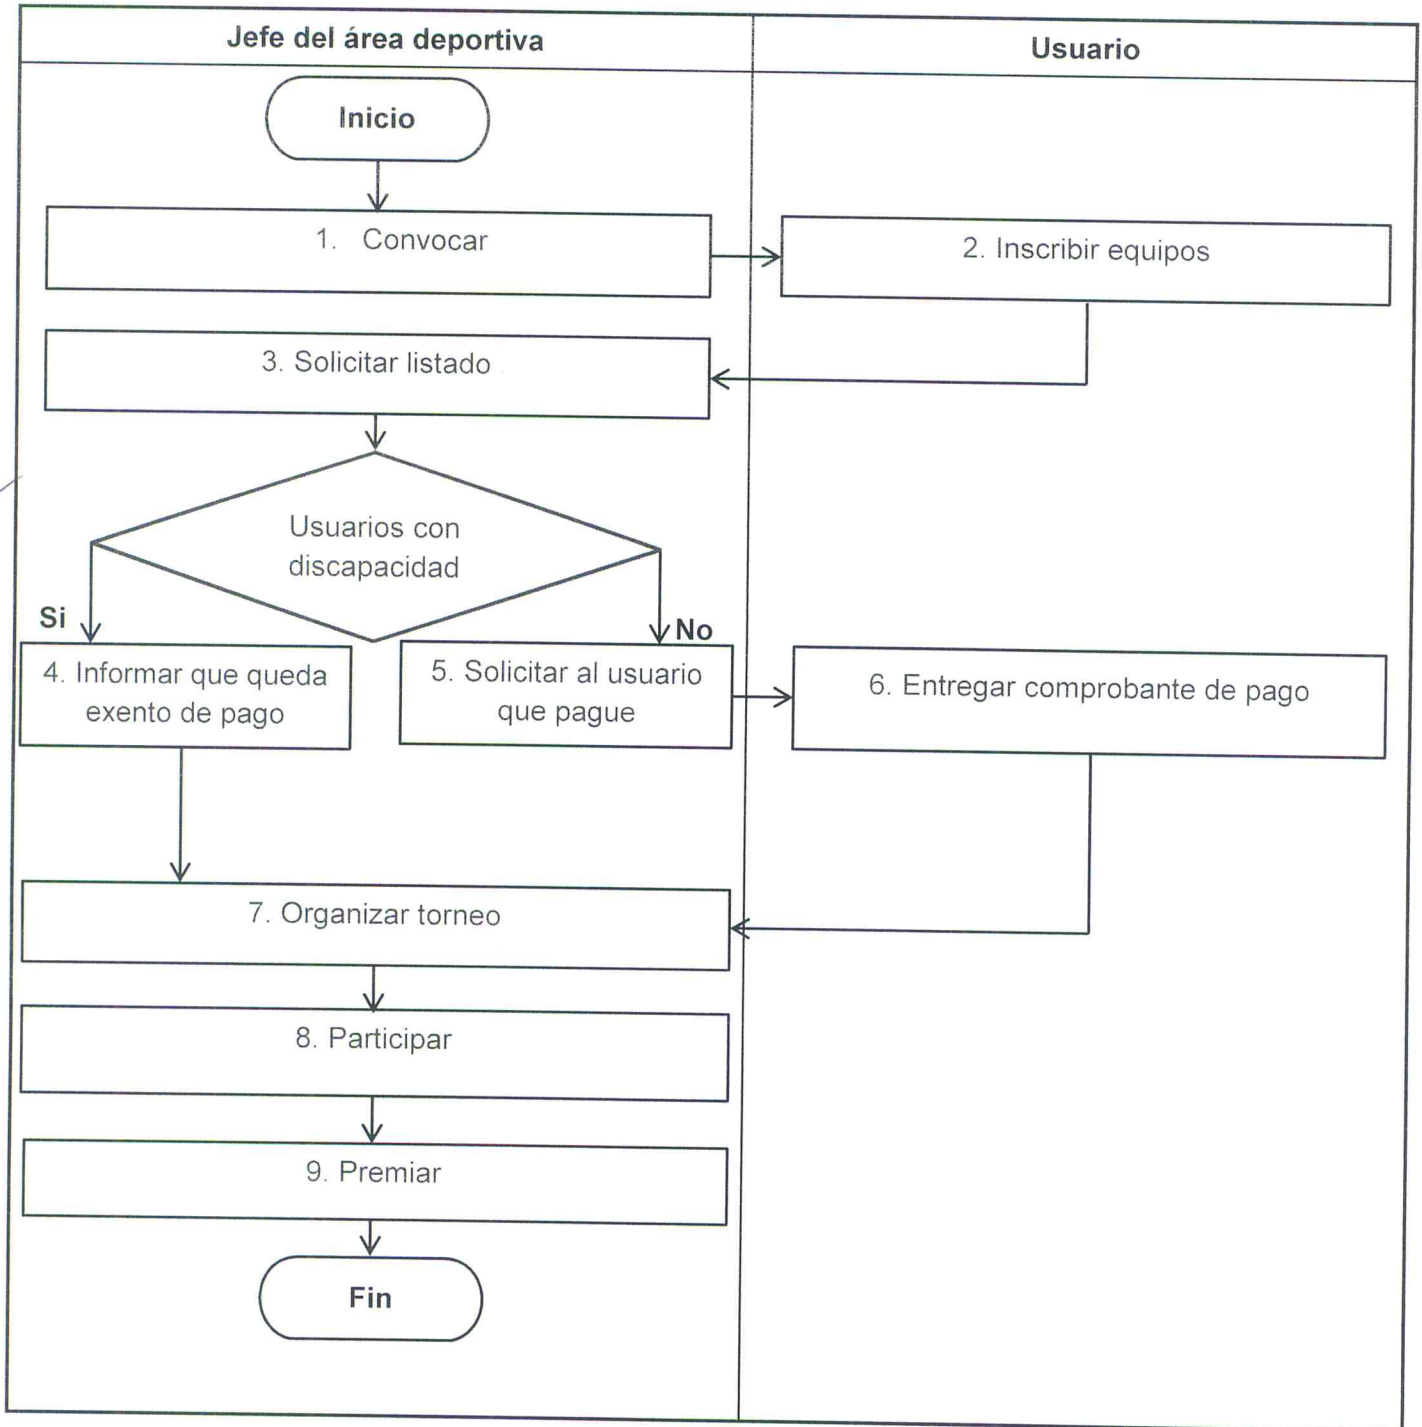 Jefe del área deportiva
Usuario
Inicio
1. Convocar
2. Inscribir equipos
3. Solicitar listado
Usuarios con
discapacidad
Si
No
4. Informar que queda
exento de pago
5. Solicitar al usuario
que pague
6. Entregar comprobante de pago
7. Organizar torneo
8. Participar
9. Premiar
Fin